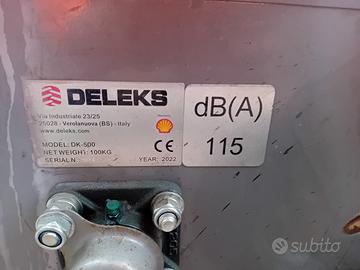 DELEKS
Via Industriale 23/25
25028 - Verolanuova (BS) - Italy
www.deleks.com
MODEL: DK-500
NET WEIGHT: 100KG
SERIAL N
CE
YEAR: 2022
dB(A)
115
subito